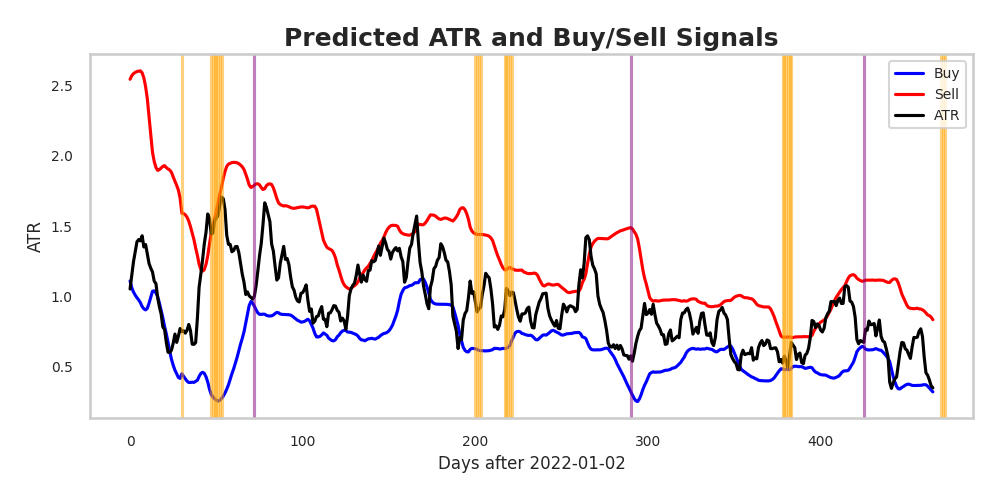 Predicted ATR and Buy/Sell Signals
Buy
Sell
ATR
2.5
2.0
1.5
1.0
0.5
ATR
0
100
200
300
400
Days after 2022-01-02